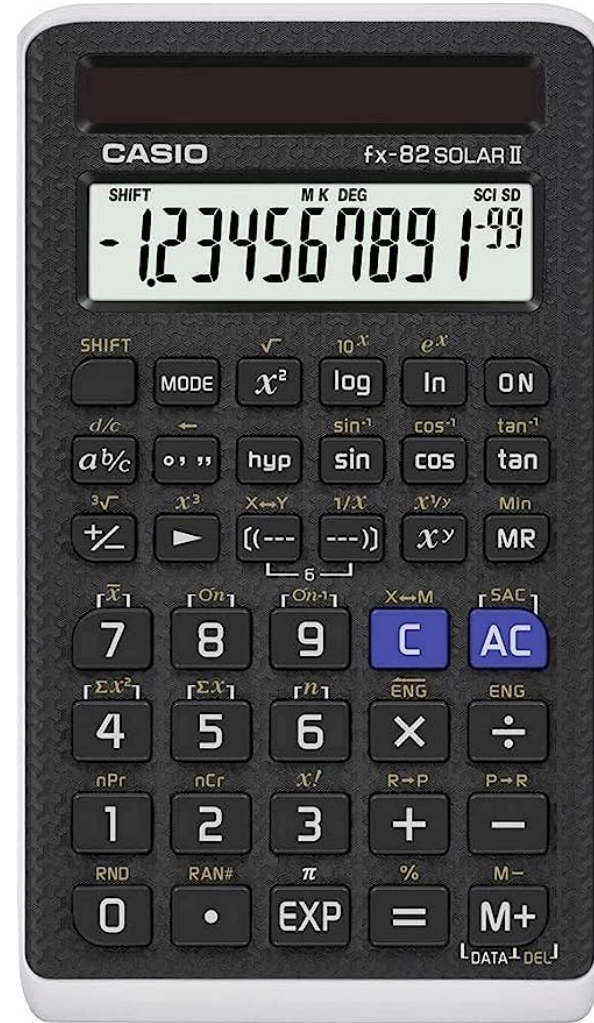 CASIO fx-82 SOLAR II
SHIFT M K DEG SCI SD
-1.234567891-99
SHIFT √ 10ˣ eˣ
MODE x² log ln ON
d/c ← sin⁻¹ cos⁻¹ tan⁻¹
a b/c °’ ” hyp sin cos tan
³√ x³ X↔Y 1/X x¹/ʸ Min
+/− ► [(--- ---)] xʸ MR
6
x̄ σn σn-1 X↔M SAC
7 8 9 C AC
Σx² Σx n ←ENG ENG
4 5 6 × ÷
nPr nCr x! R→P P→R
1 2 3 + −
RND RAN# π % M−
0 • EXP = M+
DATA DEL